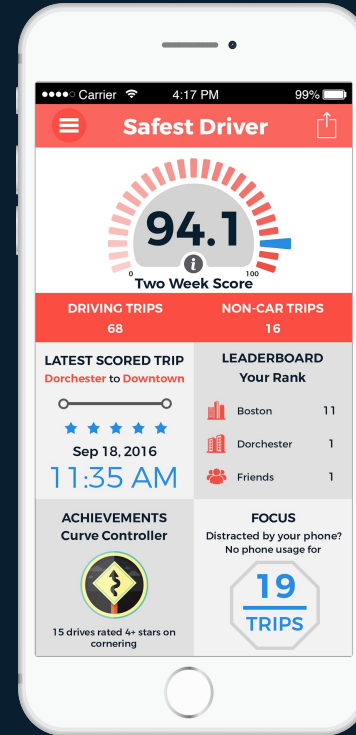 Carrier 4:17 PM 99%
Safest Driver
94.1
0 100
Two Week Score
DRIVING TRIPS
68
NON-CAR TRIPS
16
LATEST SCORED TRIP
Dorchester to Downtown
Sep 18, 2016
11:35 AM
LEADERBOARD
Your Rank
Boston 11
Dorchester 1
Friends 1
ACHIEVEMENTS
Curve Controller
15 drives rated 4+ stars on
cornering
FOCUS
Distracted by your phone?
No phone usage for
19
TRIPS